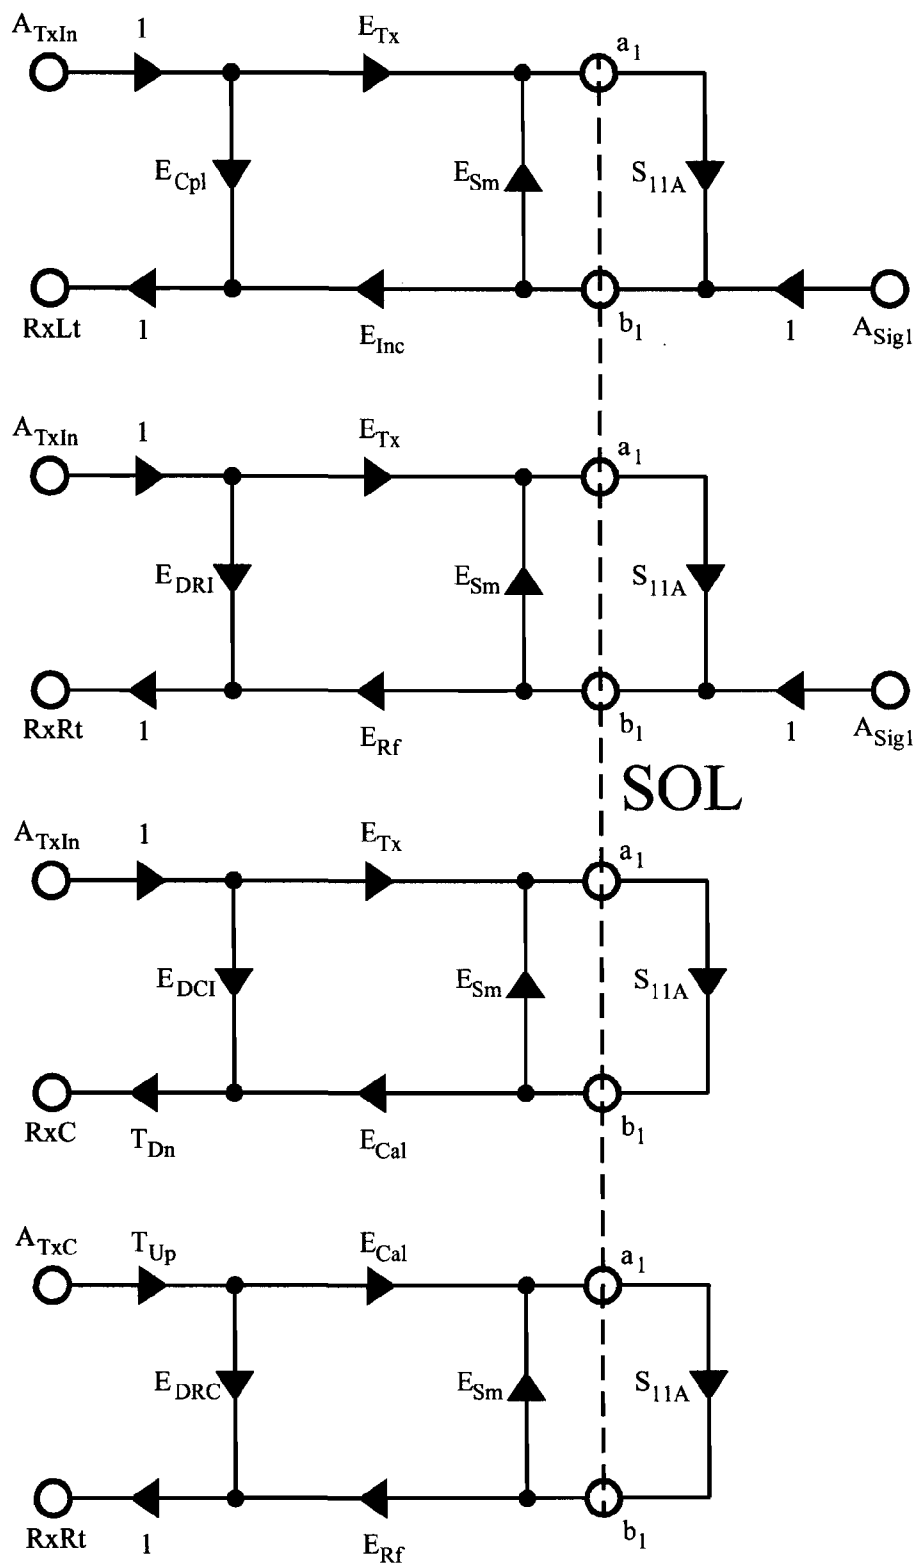 A_TxIn 1 E_Tx a_1
E_Cpl E_Sm S_11A
RxLt 1 E_Inc b_1 1 A_Sig1
A_TxIn 1 E_Tx a_1
E_DRI E_Sm S_11A
RxRt 1 E_Rf b_1 1 A_Sig1
SOL
A_TxIn 1 E_Tx a_1
E_DCI E_Sm S_11A
RxC T_Dn E_Cal b_1
A_TxC T_Up E_Cal a_1
E_DRC E_Sm S_11A
RxRt 1 E_Rf b_1